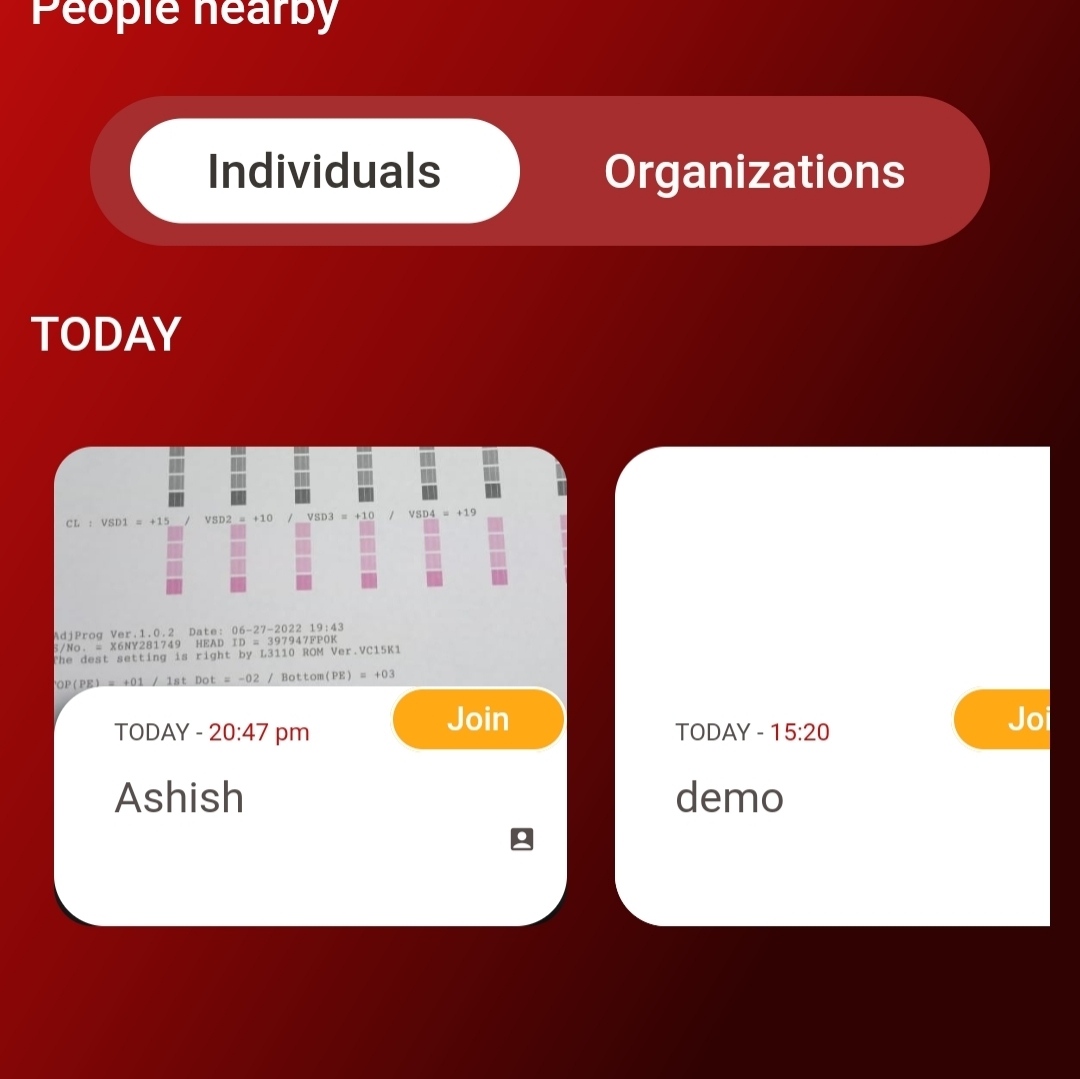 People nearby
Individuals
Organizations
TODAY
CL : VSD1 = +15 / VSD2 = +10 / VSD3 = +10 / VSD4 = +19
AdjProg Ver.1.0.2 Date: 06-27-2022 19:43
S/No. = X6NY281749 HEAD ID = 397947FP0K
The dest setting is right by L3110 ROM Ver.VC15K1
TOP(PE) = +01 / 1st Dot = -02 / Bottom(PE) = +03
TODAY - 20:47 pm
Join
Ashish
TODAY - 15:20
Joi
demo